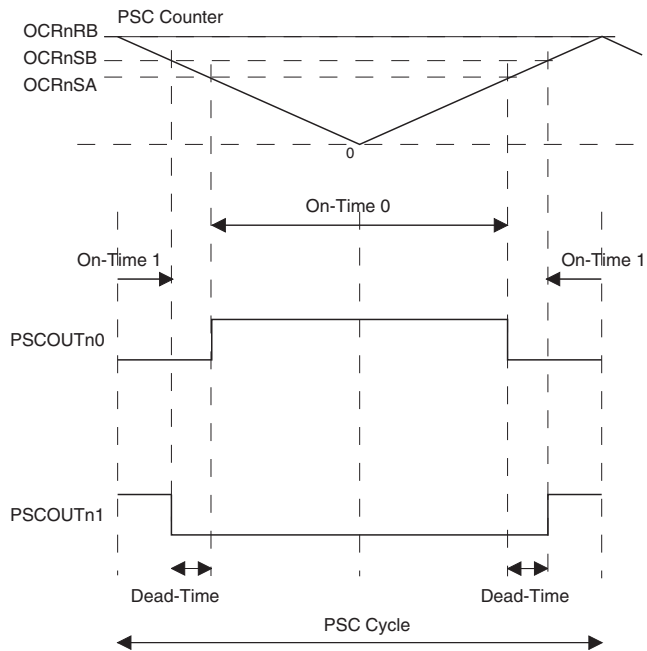 PSC Counter
OCRnRB
OCRnSB
OCRnSA
0
On-Time 0
On-Time 1
On-Time 1
PSCOUTn0
PSCOUTn1
Dead-Time
Dead-Time
PSC Cycle